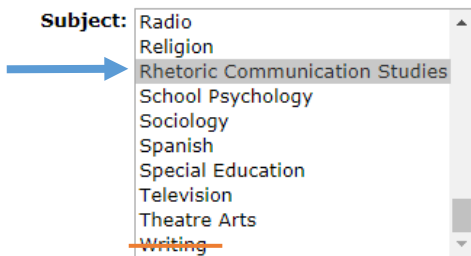 Subject:
Radio
Religion
Rhetoric Communication Studies
School Psychology
Sociology
Spanish
Special Education
Television
Theatre Arts
Writing